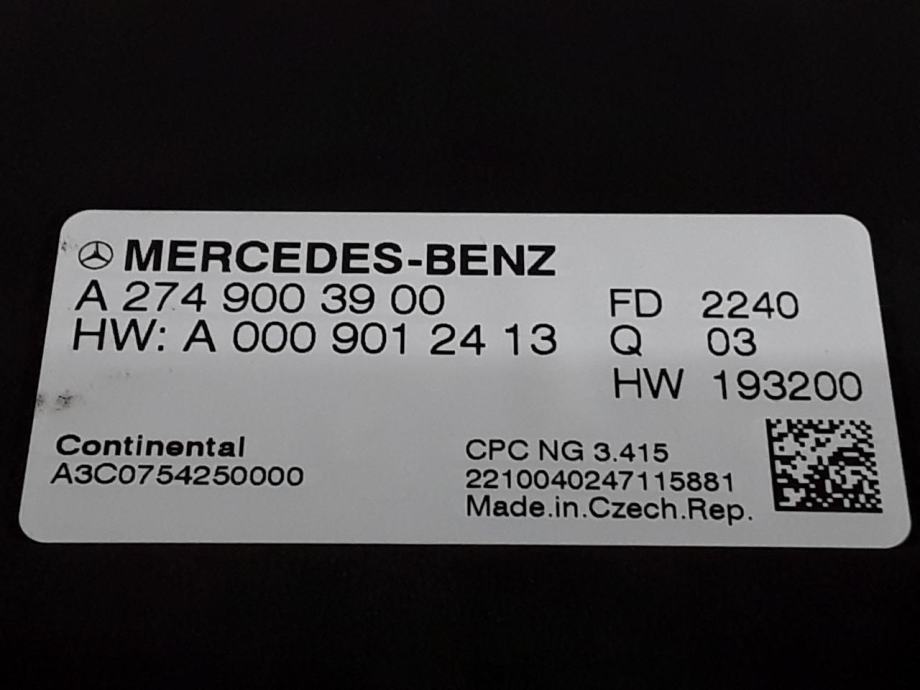 MERCEDES-BENZ
A 274 900 39 00
HW: A 000 901 24 13
FD 2240
Q 03
HW 193200
Continental
A3C0754250000
CPC NG 3.415
2210040247115881
Made.in.Czech.Rep.